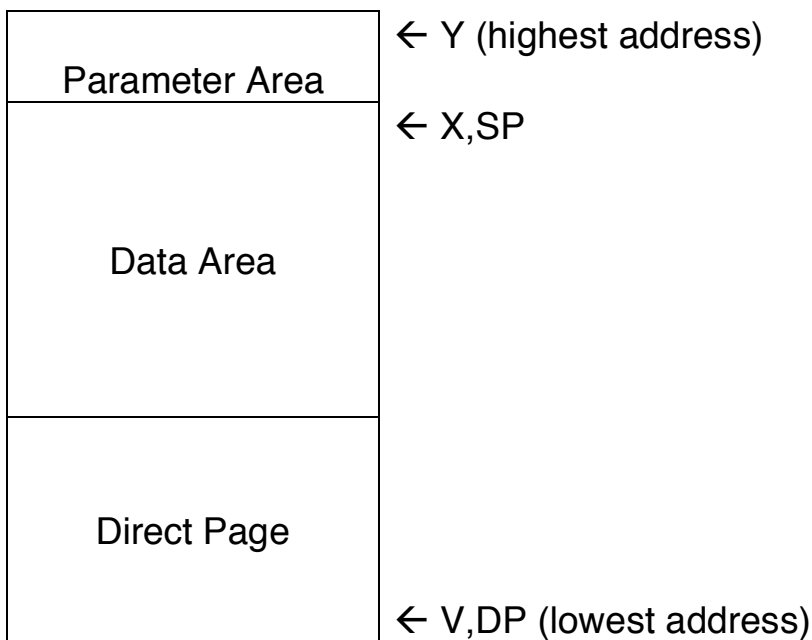 ← Y (highest address)
Parameter Area
← X,SP
Data Area
Direct Page
← V,DP (lowest address)